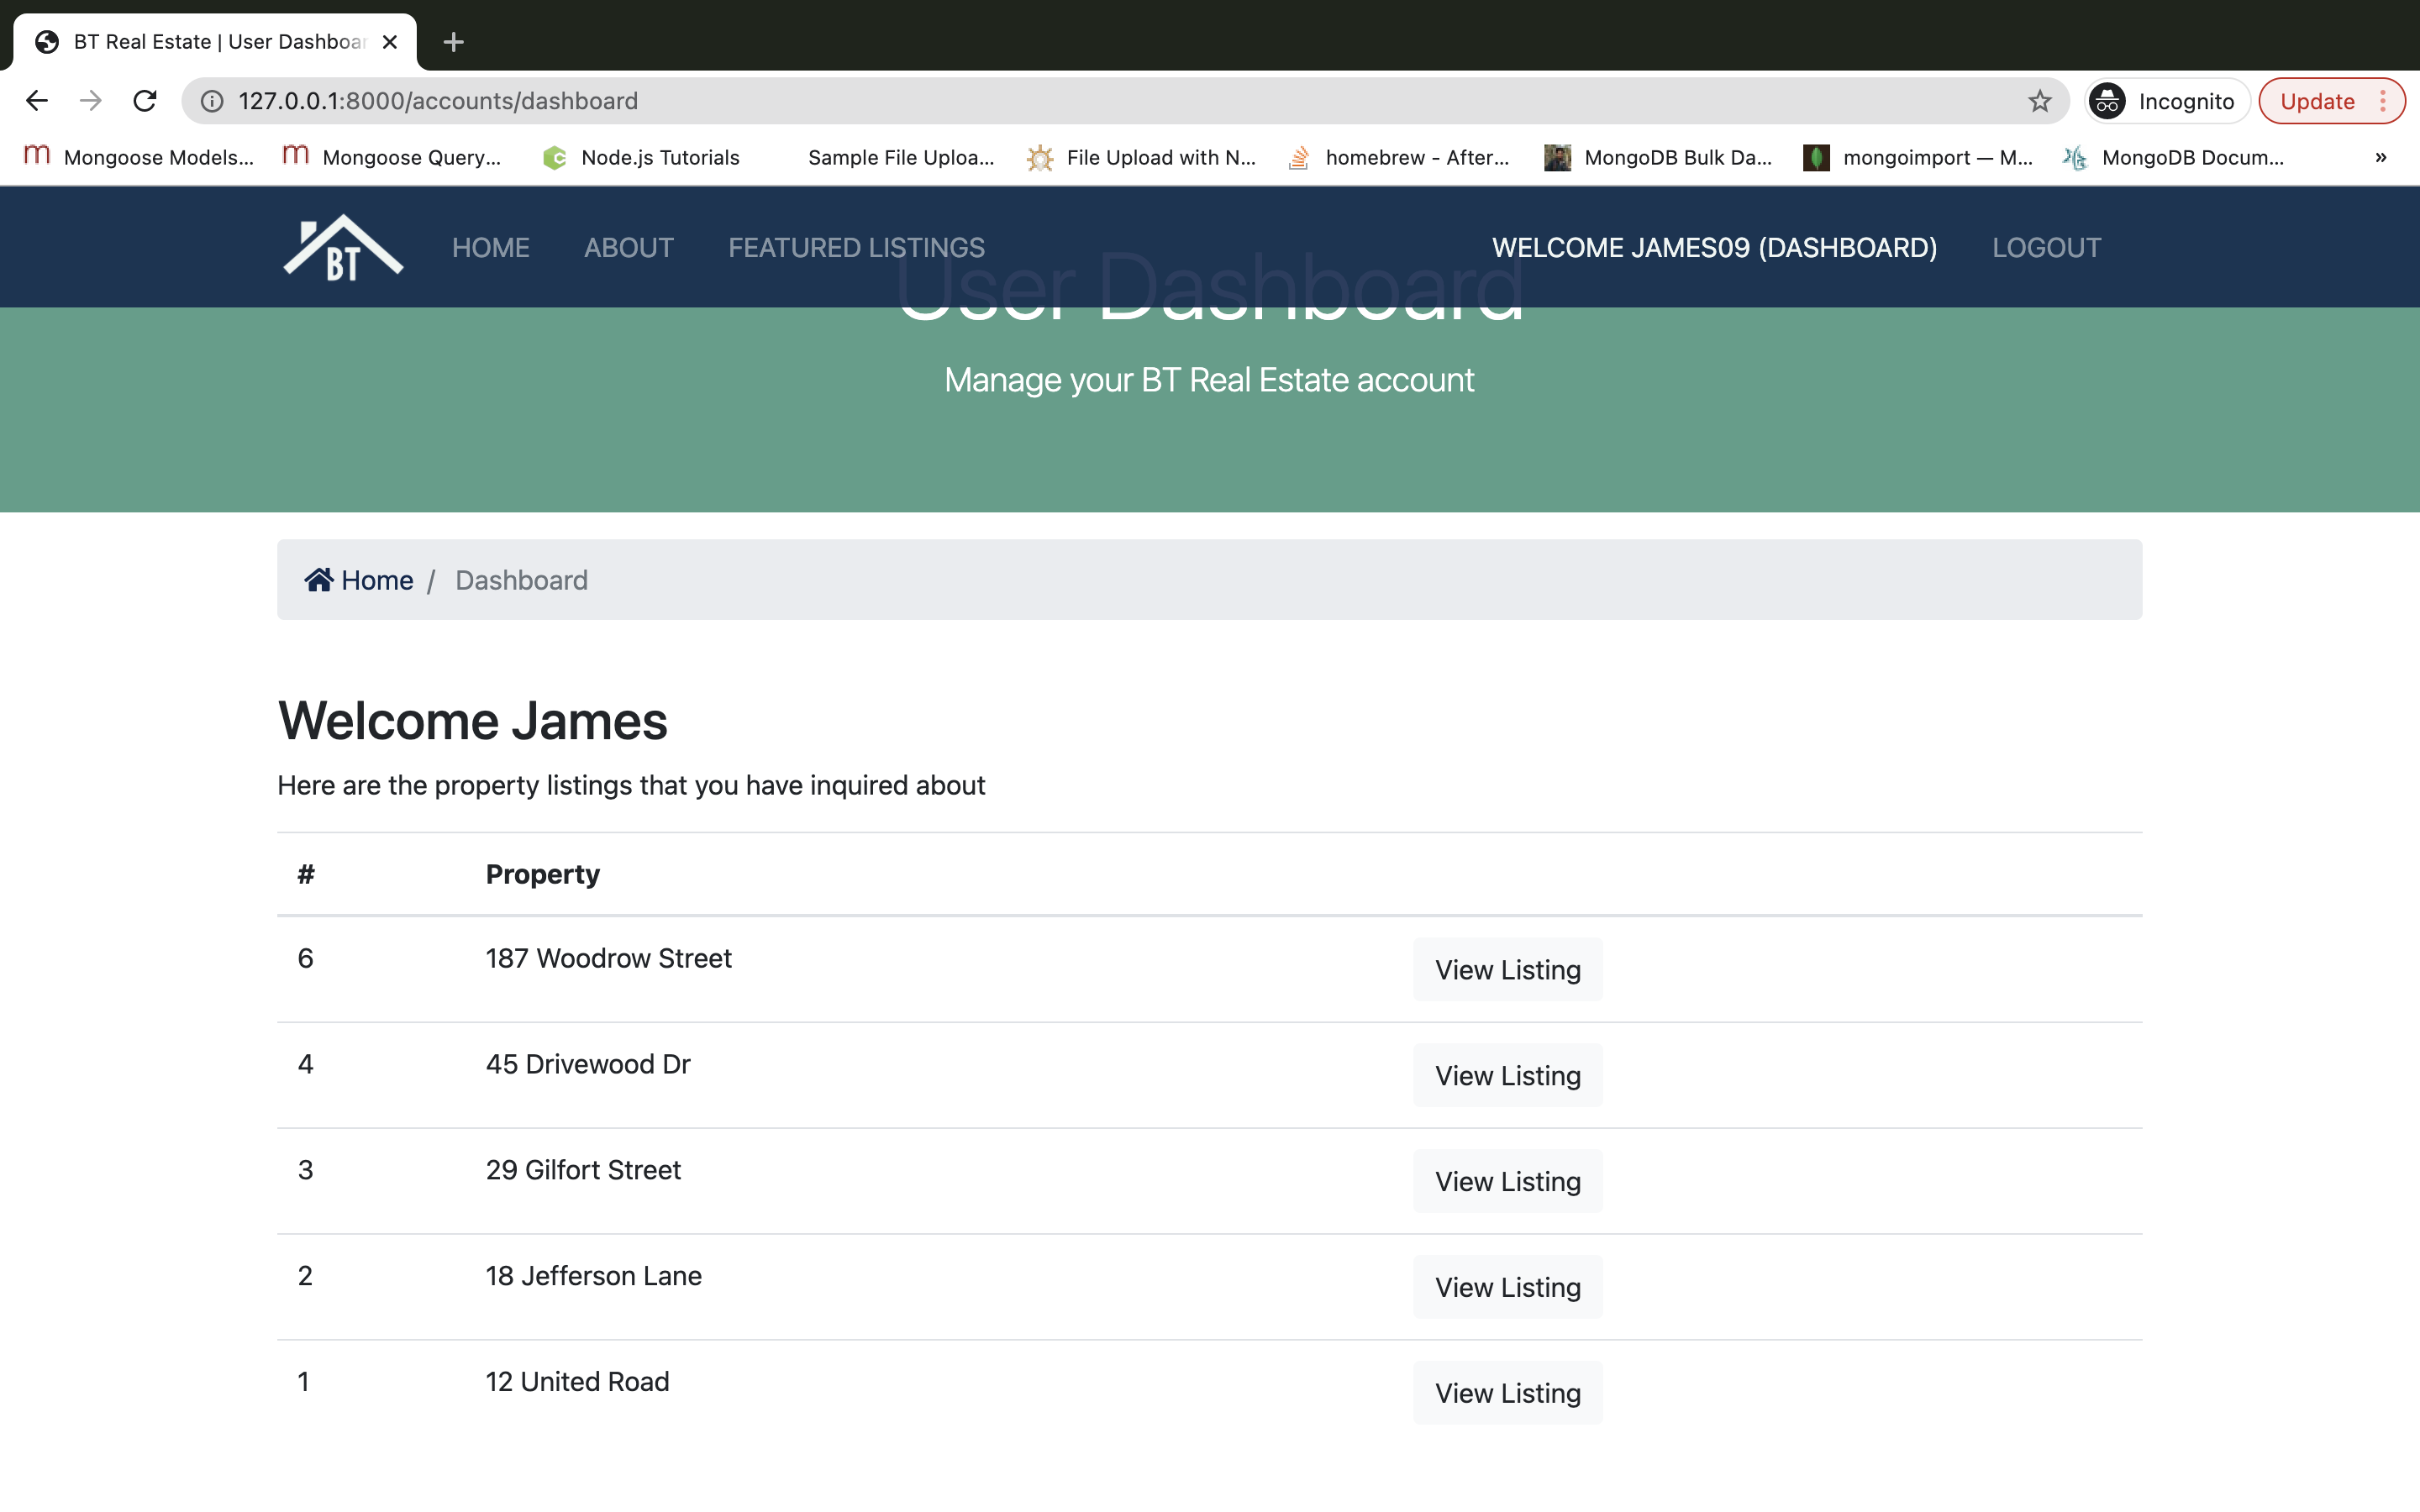 BT Real Estate | User Dashboar
127.0.0.1:8000/accounts/dashboard
Incognito
Update
Mongoose Models...
Mongoose Query...
Node.js Tutorials
Sample File Uploa...
File Upload with N...
homebrew - After...
MongoDB Bulk Da...
mongoimport — M...
MongoDB Docum...
»
BT
HOME
ABOUT
FEATURED LISTINGS
WELCOME JAMES09 (DASHBOARD)
LOGOUT
User Dashboard
Manage your BT Real Estate account
Home / Dashboard
Welcome James
Here are the property listings that you have inquired about
# Property
6 187 Woodrow Street View Listing
4 45 Drivewood Dr View Listing
3 29 Gilfort Street View Listing
2 18 Jefferson Lane View Listing
1 12 United Road View Listing